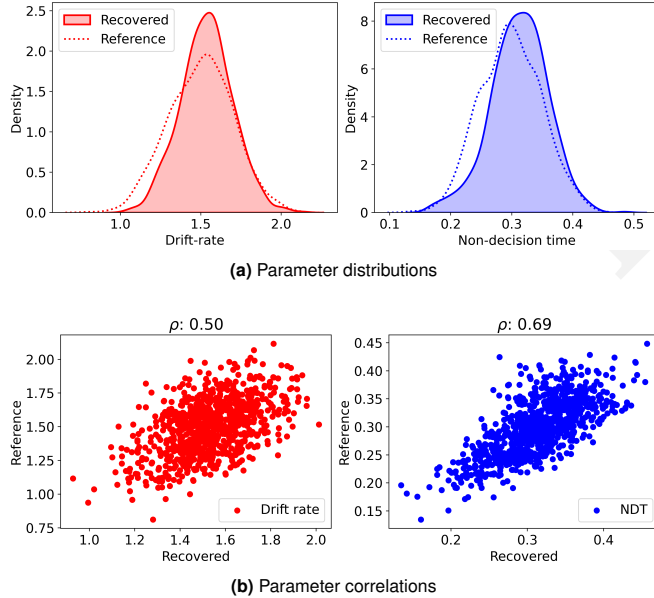 2.5
2.0
1.5
1.0
0.5
0.0
Density
Recovered
Reference
1.0
1.5
2.0
Drift-rate
8
6
4
2
0
Density
Recovered
Reference
0.1
0.2
0.3
0.4
0.5
Non-decision time
(a) Parameter distributions
ρ: 0.50
2.00
1.75
1.50
1.25
1.00
0.75
Reference
Drift rate
1.0
1.2
1.4
1.6
1.8
2.0
Recovered
ρ: 0.69
0.45
0.40
0.35
0.30
0.25
0.20
0.15
Reference
NDT
0.2
0.3
0.4
Recovered
(b) Parameter correlations